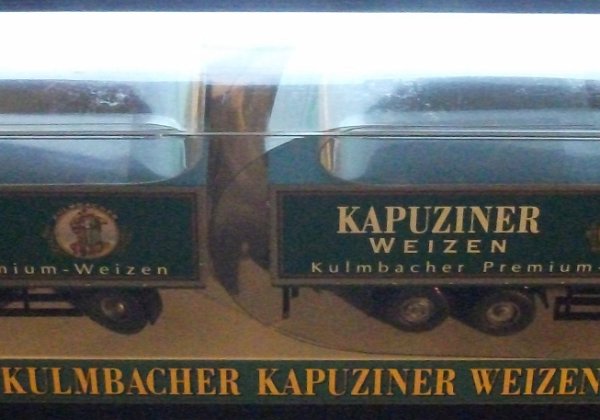 mium-Weizen
KAPUZINER
WEIZEN
Kulmbacher Premium-
KULMBACHER KAPUZINER WEIZEN